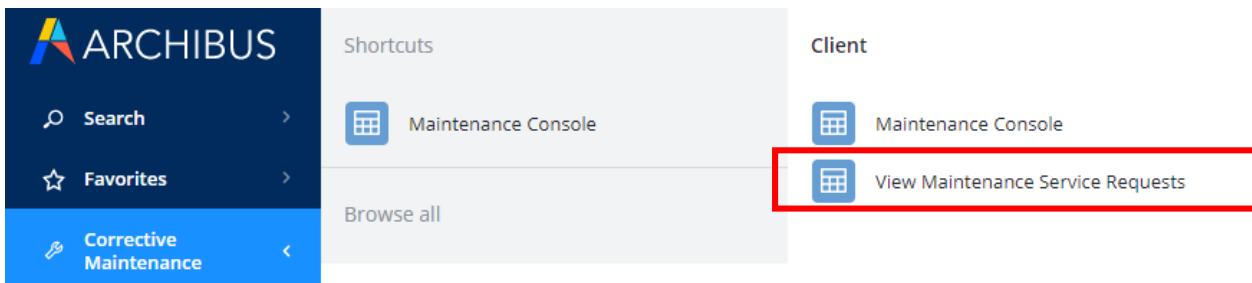 ARCHIBUS
Search
Favorites
Corrective
Maintenance
Shortcuts
Maintenance Console
Browse all
Client
Maintenance Console
View Maintenance Service Requests